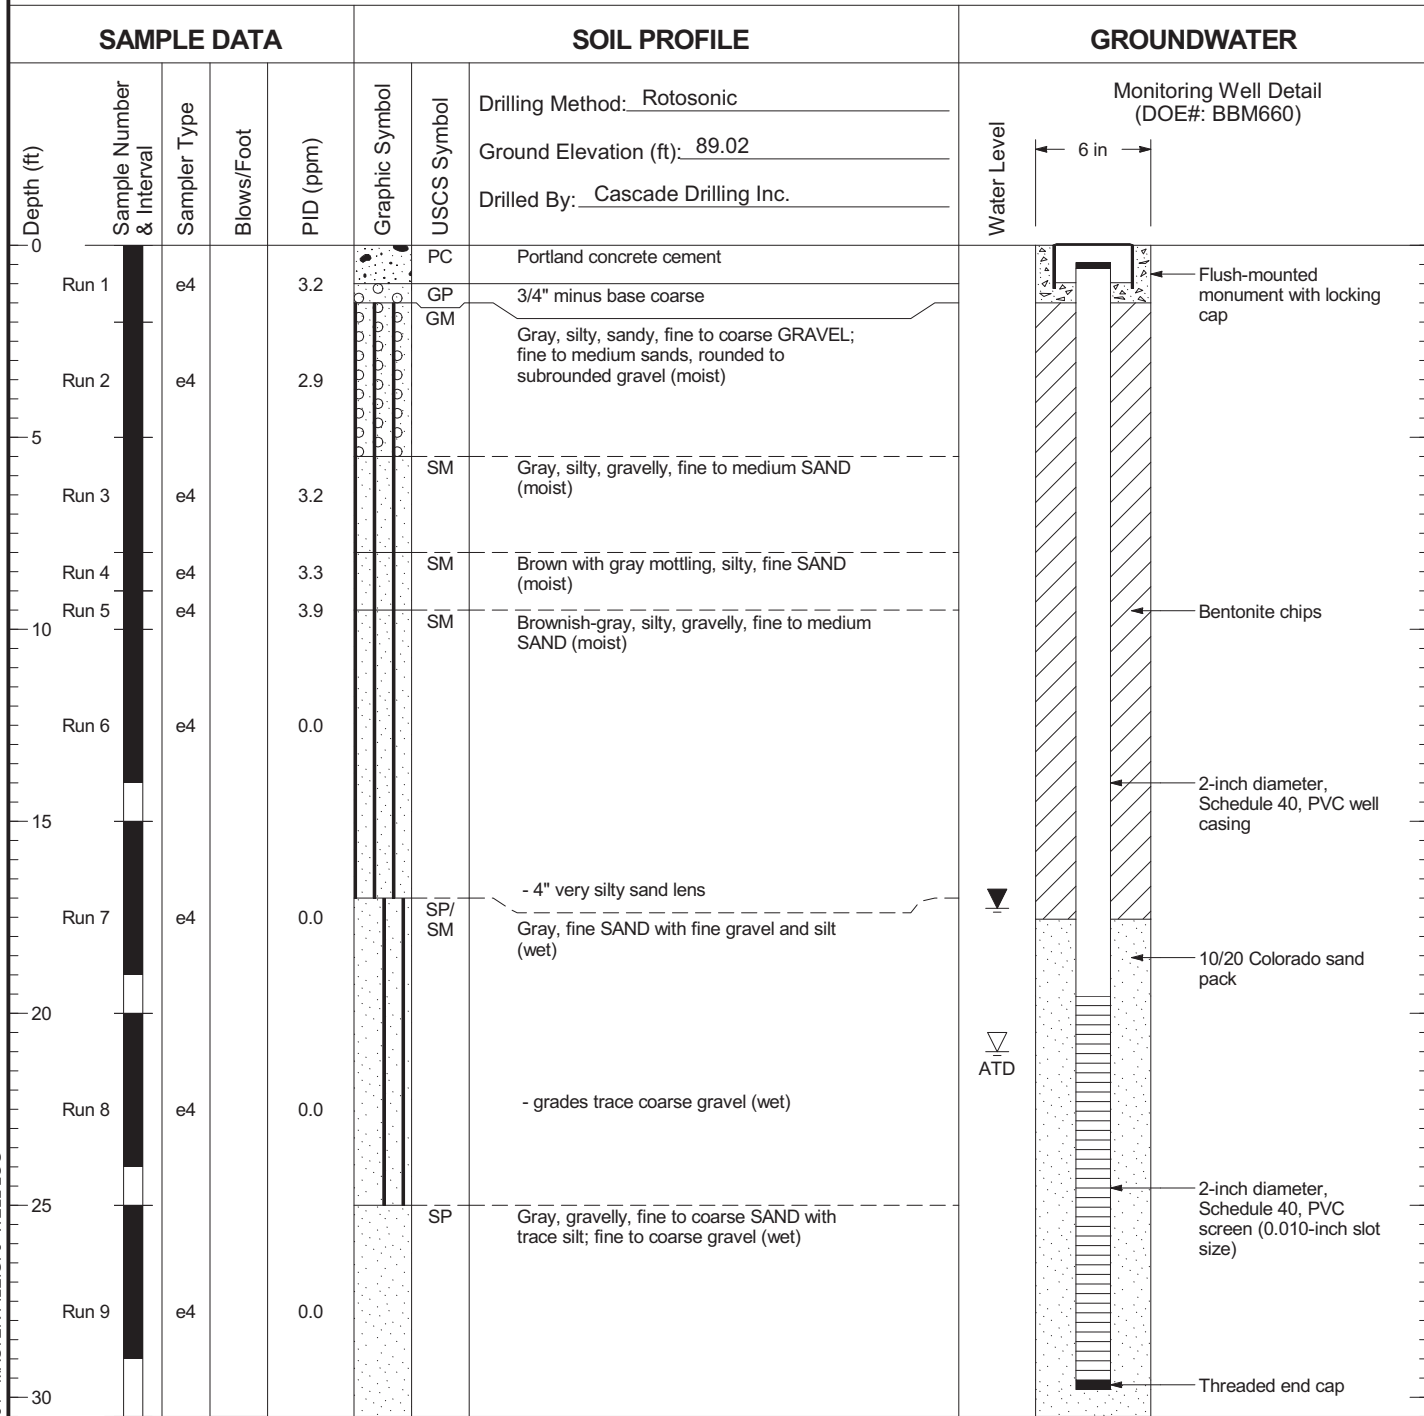 SAMPLE DATA
SOIL PROFILE
GROUNDWATER
Depth (ft)
Sample Number
& Interval
Sampler Type
Blows/Foot
PID (ppm)
Graphic Symbol
USCS Symbol
Drilling Method: Rotosonic
Ground Elevation (ft): 89.02
Drilled By: Cascade Drilling Inc.
Water Level
Monitoring Well Detail
(DOE#: BBM660)
6 in
0
PC
Portland concrete cement
Run 1
e4
3.2
GP
3/4" minus base coarse
Flush-mounted
monument with locking
cap
GM
Gray, silty, sandy, fine to coarse GRAVEL;
fine to medium sands, rounded to
subrounded gravel (moist)
Run 2
e4
2.9
5
SM
Gray, silty, gravelly, fine to medium SAND
(moist)
Run 3
e4
3.2
SM
Brown with gray mottling, silty, fine SAND
(moist)
Run 4
e4
3.3
Run 5
e4
3.9
Bentonite chips
10
SM
Brownish-gray, silty, gravelly, fine to medium
SAND (moist)
Run 6
e4
0.0
2-inch diameter,
Schedule 40, PVC well
casing
15
- 4" very silty sand lens
Run 7
e4
0.0
SP/
SM
Gray, fine SAND with fine gravel and silt
(wet)
10/20 Colorado sand
pack
20
ATD
Run 8
e4
0.0
- grades trace coarse gravel (wet)
25
SP
Gray, gravelly, fine to coarse SAND with
trace silt; fine to coarse gravel (wet)
2-inch diameter,
Schedule 40, PVC
screen (0.010-inch slot
size)
Run 9
e4
0.0
30
Threaded end cap